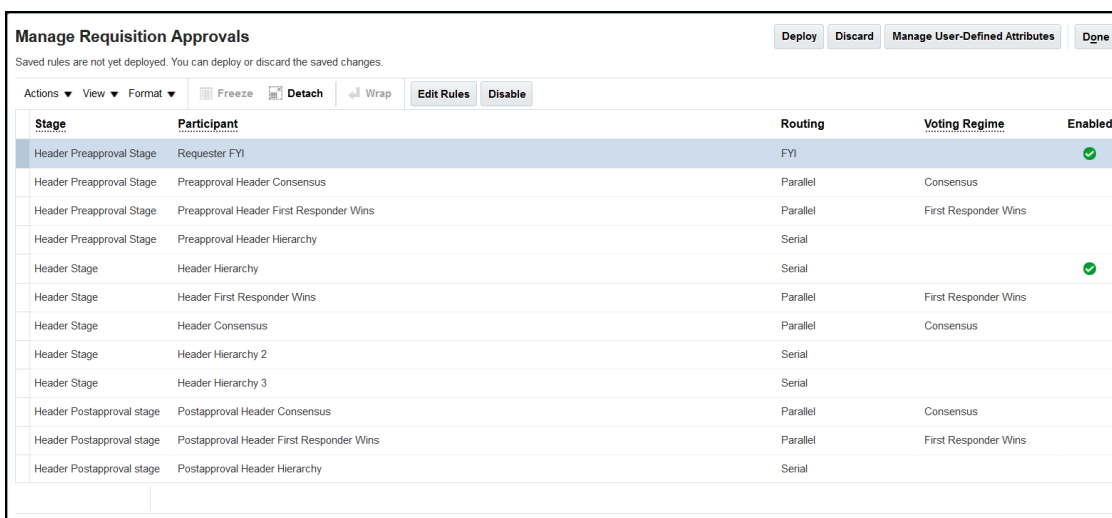 Manage Requisition Approvals
Deploy Discard Manage User-Defined Attributes Done
Saved rules are not yet deployed. You can deploy or discard the saved changes.
Actions View Format Freeze Detach Wrap Edit Rules Disable
Stage Participant Routing Voting Regime Enabled
Header Preapproval Stage Requester FYI FYI
Header Preapproval Stage Preapproval Header Consensus Parallel Consensus
Header Preapproval Stage Preapproval Header First Responder Wins Parallel First Responder Wins
Header Preapproval Stage Preapproval Header Hierarchy Serial
Header Stage Header Hierarchy Serial
Header Stage Header First Responder Wins Parallel First Responder Wins
Header Stage Header Consensus Parallel Consensus
Header Stage Header Hierarchy 2 Serial
Header Stage Header Hierarchy 3 Serial
Header Postapproval stage Postapproval Header Consensus Parallel Consensus
Header Postapproval stage Postapproval Header First Responder Wins Parallel First Responder Wins
Header Postapproval stage Postapproval Header Hierarchy Serial